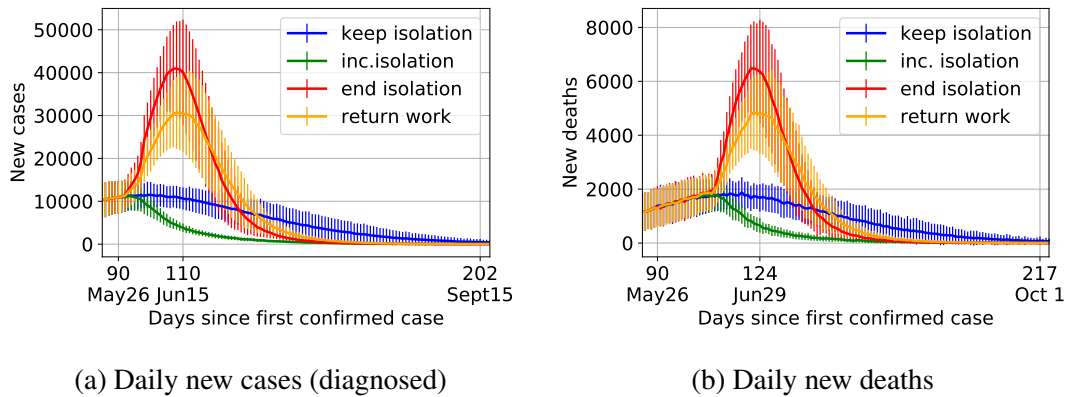 50000
40000
30000
20000
10000
0
New cases
keep isolation
inc.isolation
end isolation
return work
90
May26
110
Jun15
202
Sept15
Days since first confirmed case
(a) Daily new cases (diagnosed)
8000
6000
4000
2000
0
New deaths
keep isolation
inc. isolation
end isolation
return work
90
May26
124
Jun29
217
Oct 1
Days since first confirmed case
(b) Daily new deaths